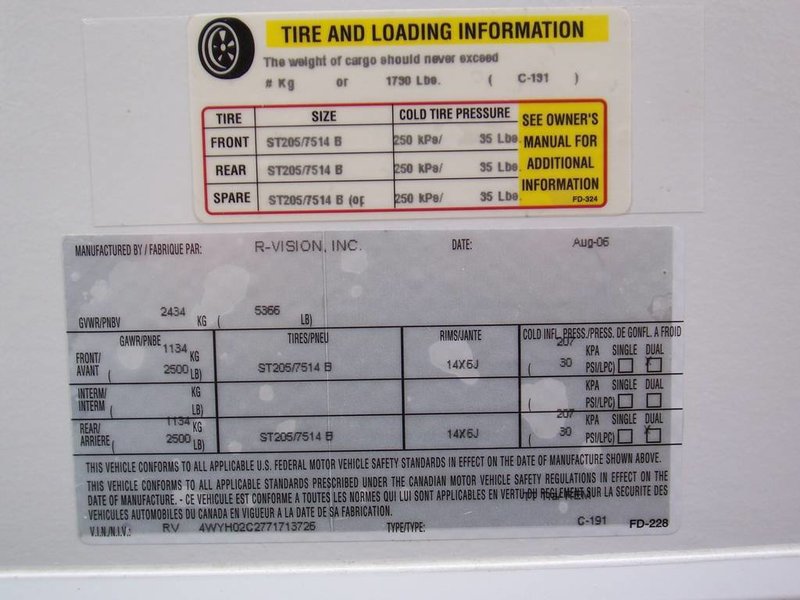 TIRE AND LOADING INFORMATION
The weight of cargo should never exceed
# Kg or 1730 Lbs. ( C-191 )
TIRE SIZE COLD TIRE PRESSURE SEE OWNER'S MANUAL FOR ADDITIONAL INFORMATION
FRONT ST205/7514 B 250 kPa/ 35 Lbs.
REAR ST205/7514 B 250 kPa/ 35 Lbs.
SPARE ST205/7514 B (op 250 kPa/ 35 Lbs.
FD-324
MANUFACTURED BY / FABRIQUE PAR: R-VISION, INC. DATE: Aug-06
GVWR/PNBV 2434 KG ( 5366 LB)
GAWR/PNBE TIRES/PNEU RIMS/JANTE COLD INFL. PRESS./PRESS. DE GONFL. A FROID
FRONT/ 1134 KG 207 KPA SINGLE DUAL
AVANT ( 2500 LB) ST205/7514 B 14X5J ( 30 PSI/LPC) X
INTERM/ KG KPA SINGLE DUAL
INTERM ( LB) ( PSI/LPC)
REAR/ 1134 KG 207 KPA SINGLE DUAL
ARRIERE ( 2500 LB) ST205/7514 B 14X5J ( 30 PSI/LPC) X
THIS VEHICLE CONFORMS TO ALL APPLICABLE U.S. FEDERAL MOTOR VEHICLE SAFETY STANDARDS IN EFFECT ON THE DATE OF MANUFACTURE SHOWN ABOVE.
THIS VEHICLE CONFORMS TO ALL APPLICABLE STANDARDS PRESCRIBED UNDER THE CANADIAN MOTOR VEHICLE SAFETY REGULATIONS IN EFFECT ON THE
DATE OF MANUFACTURE. - CE VEHICULE EST CONFORME A TOUTES LES NORMES QUI LUI SONT APPLICABLES EN VERTU DU REGLEMENT SUR LA SECURITE DES
VEHICULES AUTOMOBILES DU CANADA EN VIGUEUR A LA DATE DE SA FABRICATION.
V.I.N./N.I.V.: RV 4WYH02C2771713726 TYPE/TYPE: C-191 FD-228